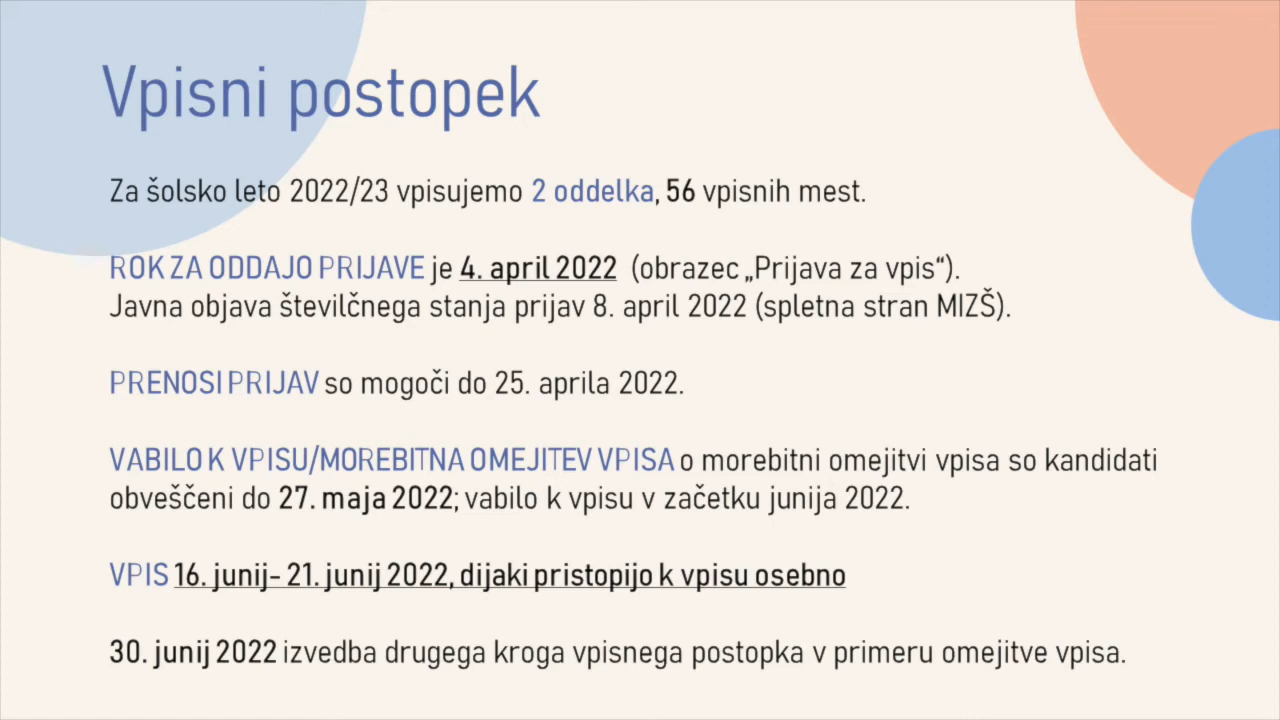 Vpisni postopek
Za šolsko leto 2022/23 vpisujemo 2 oddelka, 56 vpisnih mest.
ROK ZA ODDAJO PRIJAVE je 4. april 2022 (obrazec „Prijava za vpis“).
Javna objava številčnega stanja prijav 8. april 2022 (spletna stran MIZŠ).
PRENOSI PRIJAV so mogoči do 25. aprila 2022.
VABILO K VPISU/MOREBITNA OMEJITEV VPISA o morebitni omejitvi vpisa so kandidati
obveščeni do 27. maja 2022; vabilo k vpisu v začetku junija 2022.
VPIS 16. junij- 21. junij 2022, dijaki pristopijo k vpisu osebno
30. junij 2022 izvedba drugega kroga vpisnega postopka v primeru omejitve vpisa.